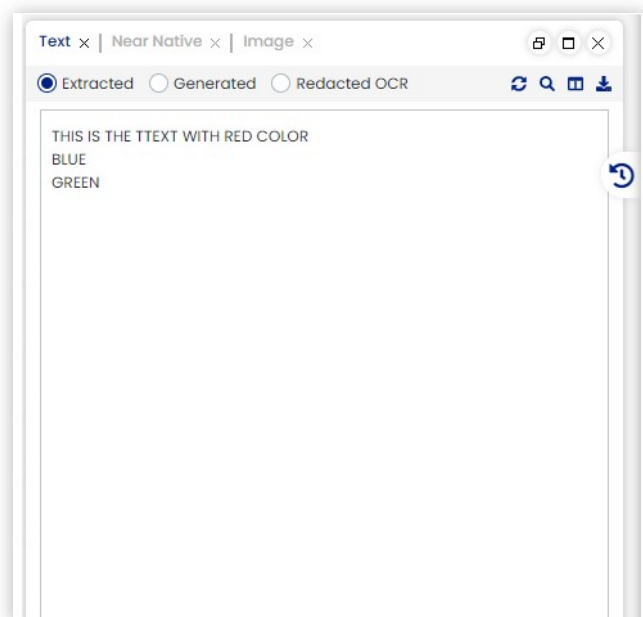 Text × | Near Native × | Image ×
Extracted Generated Redacted OCR
THIS IS THE TTEXT WITH RED COLOR
BLUE
GREEN